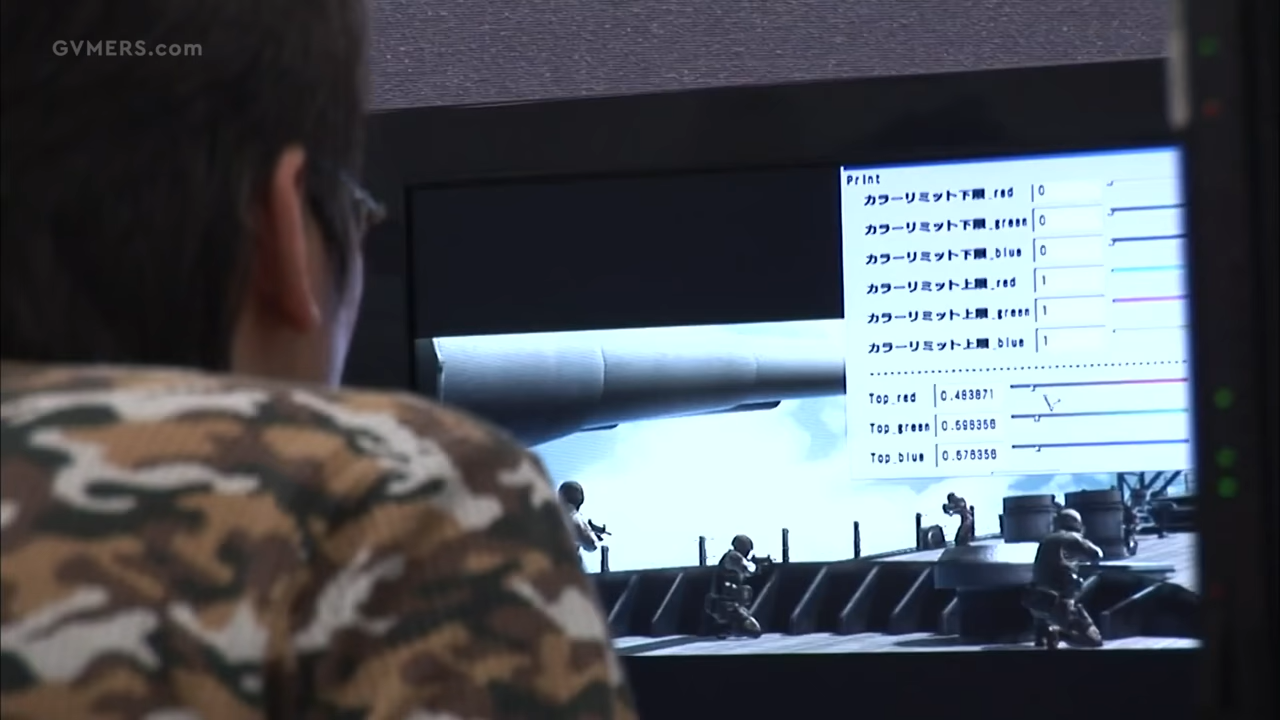 GVMERS.com
Print
カラーリミット下限_red 0
カラーリミット下限_green 0
カラーリミット下限_blue 0
カラーリミット上限_red 1
カラーリミット上限_green 1
カラーリミット上限_blue 1
Top_red 0.483871
Top_green 0.596356
Top_blue 0.576356